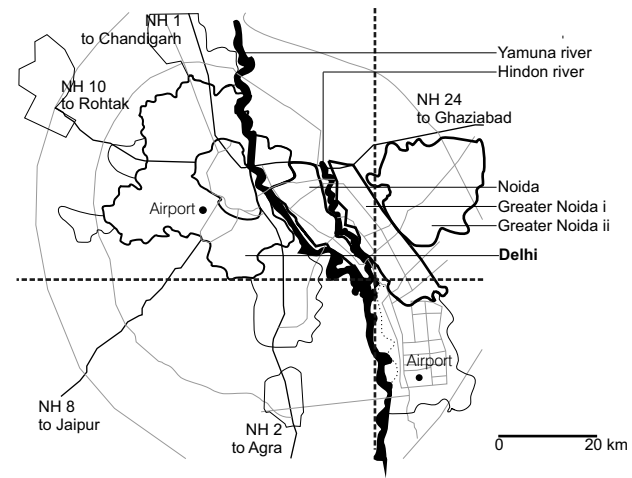 NH 1
to Chandigarh
Yamuna river
Hindon river
NH 10
to Rohtak
NH 24
to Ghaziabad
Noida
Airport
Greater Noida i
Greater Noida ii
Delhi
Airport
NH 8
to Jaipur
NH 2
to Agra
0
20 km